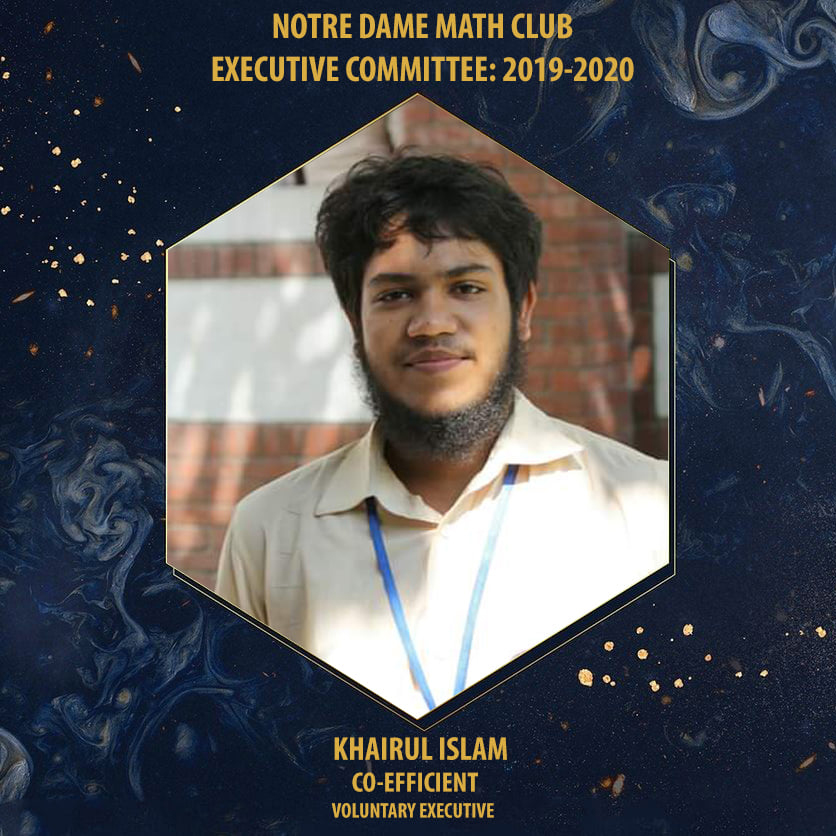 NOTRE DAME MATH CLUB
EXECUTIVE COMMITTEE: 2019-2020
KHAIRUL ISLAM
CO-EFFICIENT
VOLUNTARY EXECUTIVE